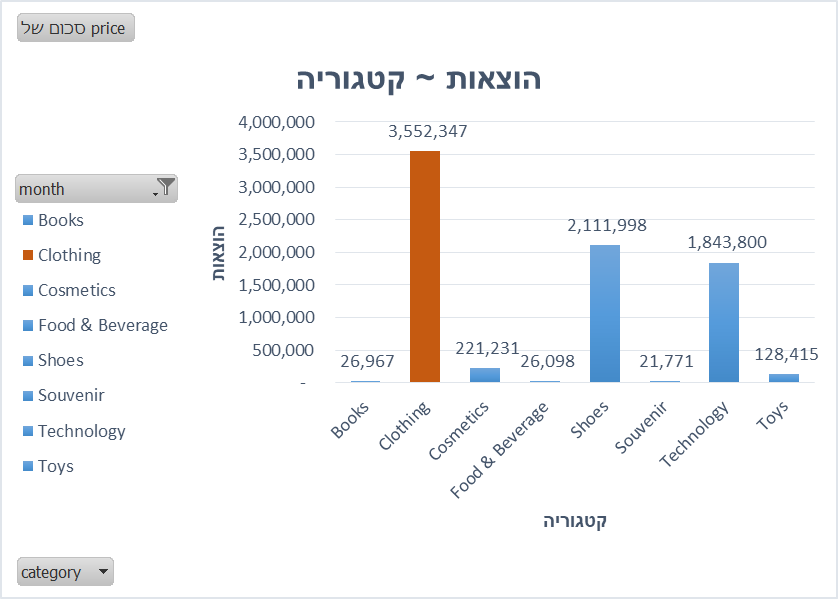 סכום של price
הוצאות ~ קטגוריה
month
Books
Clothing
Cosmetics
Food & Beverage
Shoes
Souvenir
Technology
Toys
category
הוצאות
4,000,000
3,500,000
3,000,000
2,500,000
2,000,000
1,500,000
1,000,000
500,000
-
26,967
3,552,347
221,231
26,098
2,111,998
21,771
1,843,800
128,415
Books
Clothing
Cosmetics
Food & Beverage
Shoes
Souvenir
Technology
Toys
קטגוריה